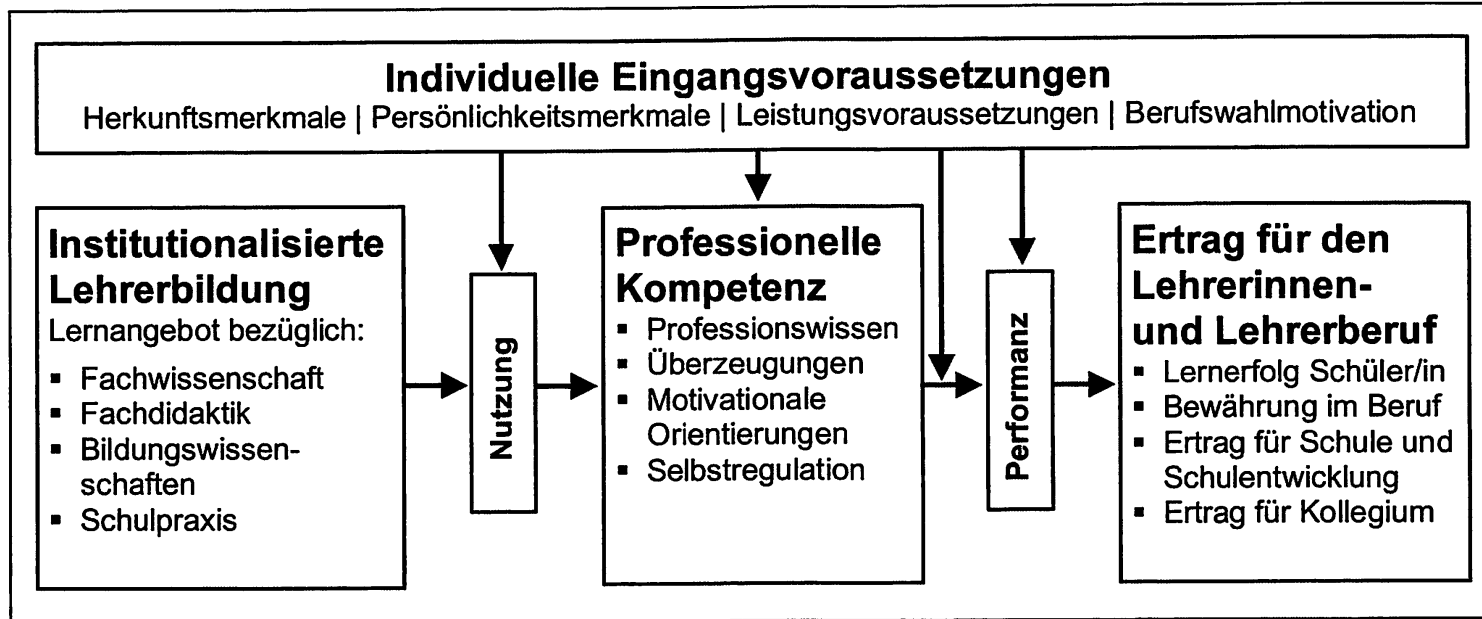 Individuelle Eingangsvoraussetzungen
Herkunftsmerkmale | Persönlichkeitsmerkmale | Leistungsvoraussetzungen | Berufswahlmotivation
Institutionalisierte
Lehrerbildung
Lernangebot bezüglich:
▪ Fachwissenschaft
▪ Fachdidaktik
▪ Bildungswissen-
schaften
▪ Schulpraxis
Nutzung
Professionelle
Kompetenz
▪ Professionswissen
▪ Überzeugungen
▪ Motivationale
Orientierungen
▪ Selbstregulation
Performanz
Ertrag für den
Lehrerinnen-
und Lehrerberuf
▪ Lernerfolg Schüler/in
▪ Bewährung im Beruf
▪ Ertrag für Schule und
Schulentwicklung
▪ Ertrag für Kollegium